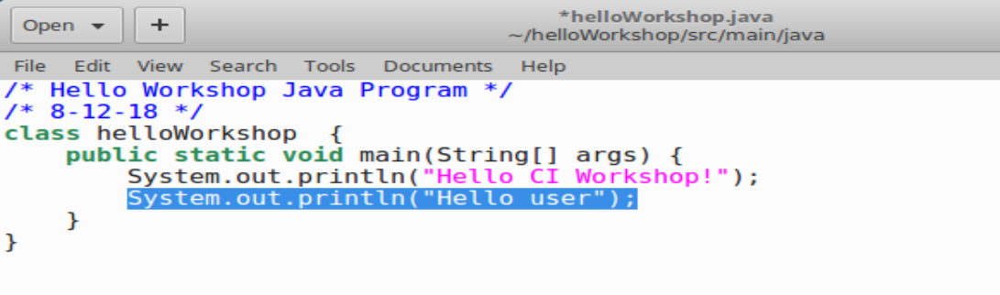 Open
+
*helloWorkshop.java
~/helloWorkshop/src/main/java
File Edit View Search Tools Documents Help
/* Hello Workshop Java Program */
/* 8-12-18 */
class helloWorkshop  {
    public static void main(String[] args) {
        System.out.println("Hello CI Workshop!");
        System.out.println("Hello user");
    }
}